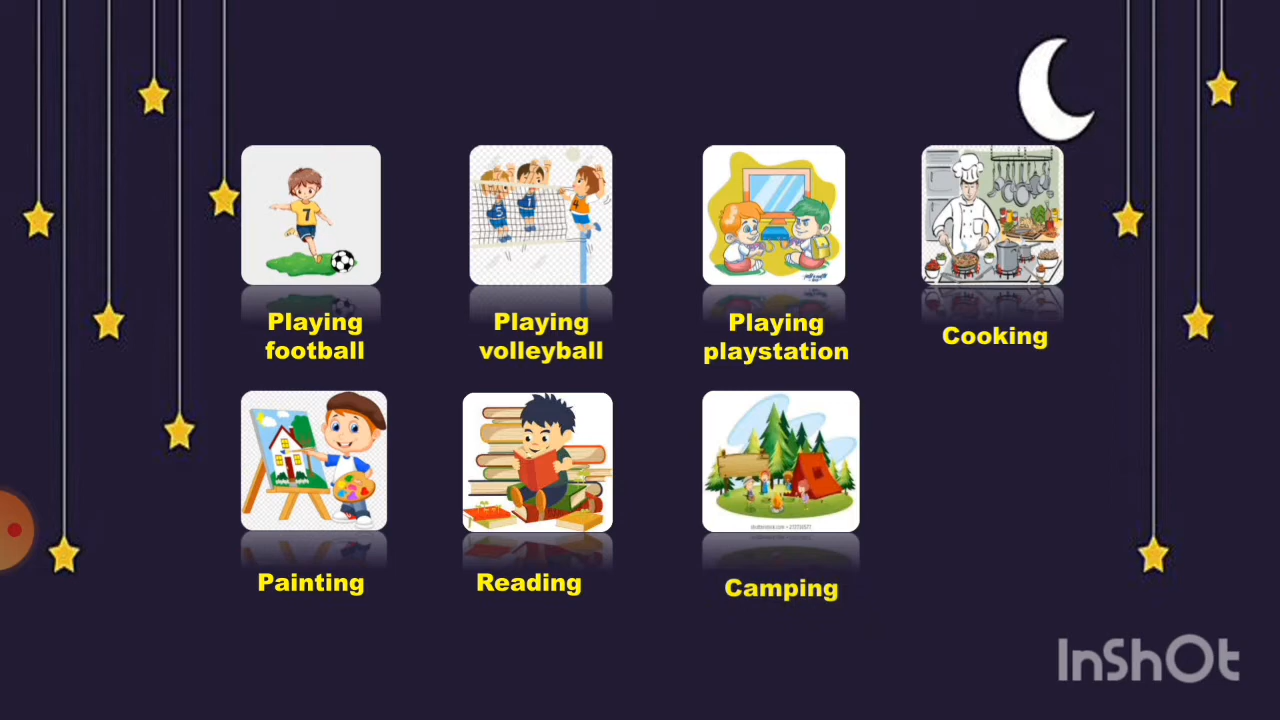 Playing
football
Playing
volleyball
Playing
playstation
Cooking
Painting
Reading
Camping
InShOt